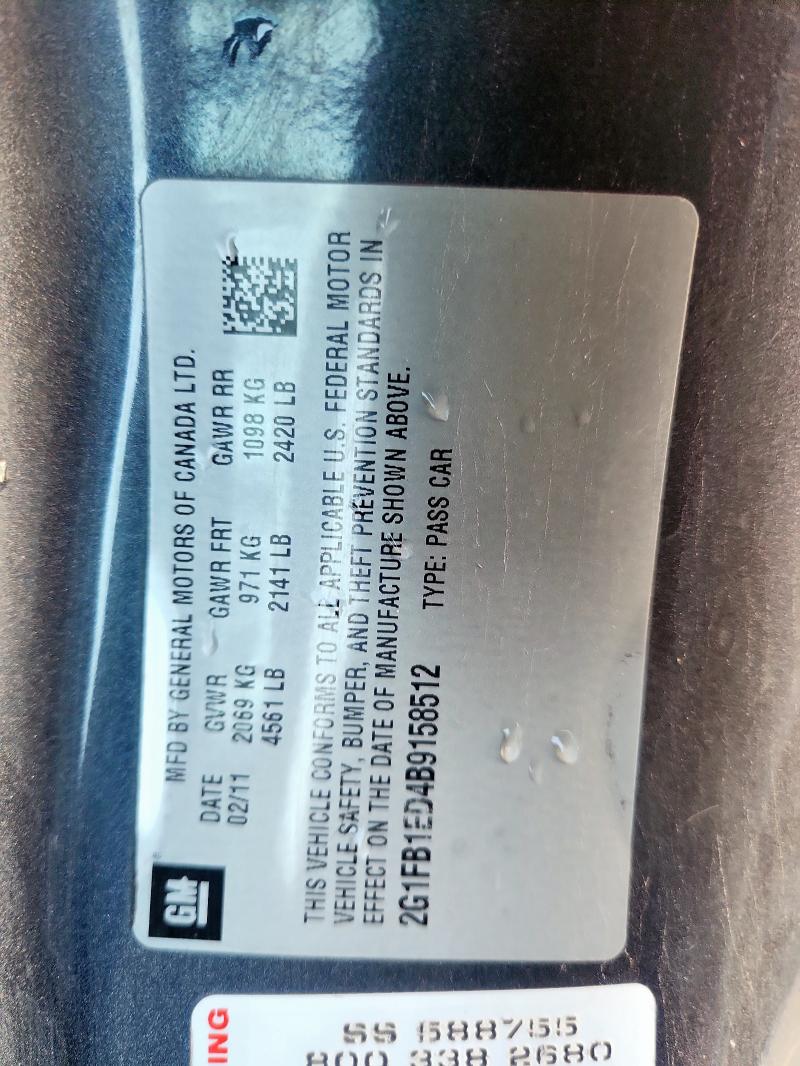 GM
MFD BY GENERAL MOTORS OF CANADA LTD.
DATE GVWR GAWR FRT GAWR RR
02/11 2069 KG 971 KG 1098 KG
4561 LB 2141 LB 2420 LB
THIS VEHICLE CONFORMS TO ALL APPLICABLE U.S. FEDERAL MOTOR
VEHICLE SAFETY, BUMPER, AND THEFT PREVENTION STANDARDS IN
EFFECT ON THE DATE OF MANUFACTURE SHOWN ABOVE.
2G1FB1ED4B9158512 TYPE: PASS CAR
ING
SS 588755
800 338 2680